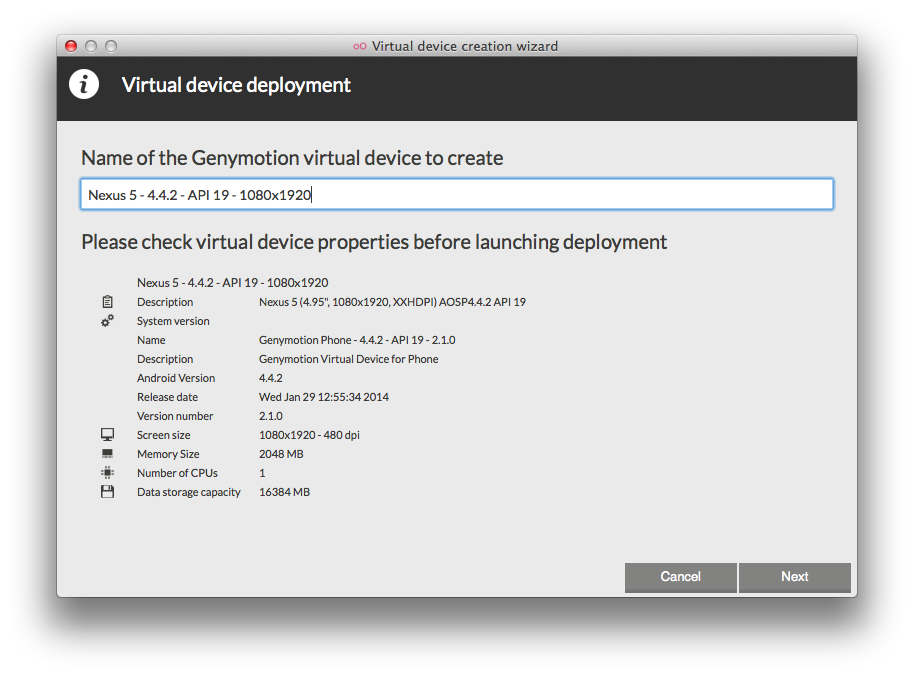 Virtual device creation wizard
Virtual device deployment
Name of the Genymotion virtual device to create
Nexus 5 - 4.4.2 - API 19 - 1080x1920
Please check virtual device properties before launching deployment
Nexus 5 - 4.4.2 - API 19 - 1080x1920
Description Nexus 5 (4.95", 1080x1920, XXHDPI) AOSP4.4.2 API 19
System version
Name Genymotion Phone - 4.4.2 - API 19 - 2.1.0
Description Genymotion Virtual Device for Phone
Android Version 4.4.2
Release date Wed Jan 29 12:55:34 2014
Version number 2.1.0
Screen size 1080x1920 - 480 dpi
Memory Size 2048 MB
Number of CPUs 1
Data storage capacity 16384 MB
Cancel Next